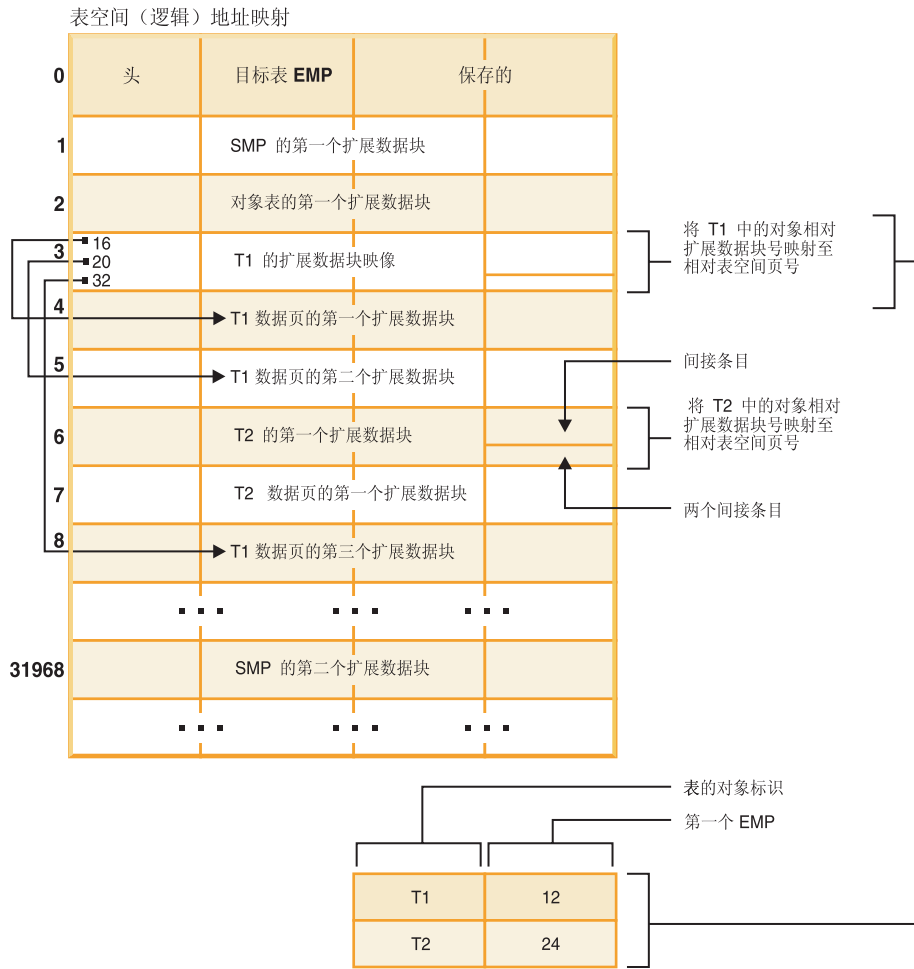 表空间（逻辑）地址映射
0 头 目标表 EMP 保存的
1 SMP 的第一个扩展数据块
2 对象表的第一个扩展数据块
3 16 20 32 T1 的扩展数据块映像
将 T1 中的对象相对
扩展数据块号映射至
相对表空间页号
4 T1 数据页的第一个扩展数据块
5 T1 数据页的第二个扩展数据块
间接条目
6 T2 的第一个扩展数据块
将 T2 中的对象相对
扩展数据块号映射至
相对表空间页号
7 T2 数据页的第一个扩展数据块
两个间接条目
8 T1 数据页的第三个扩展数据块
31968 SMP 的第二个扩展数据块
表的对象标识
第一个 EMP
T1 12
T2 24